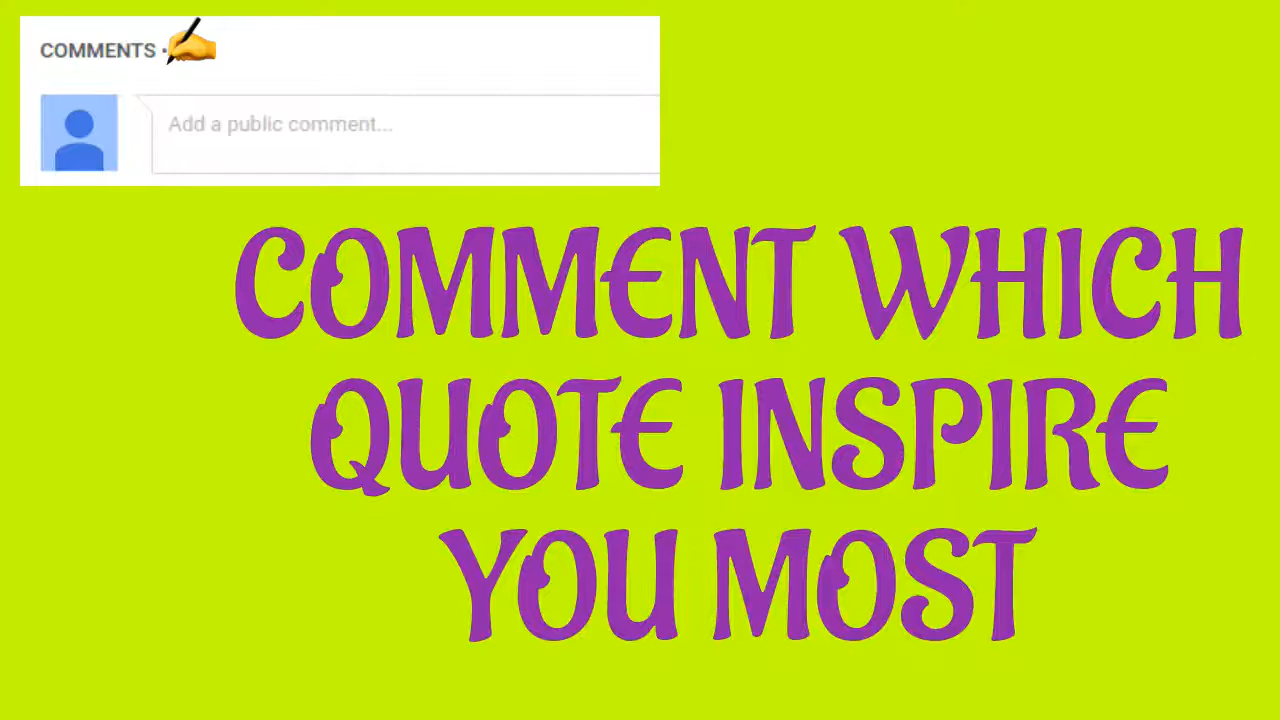 COMMENTS •
Add a public comment...
COMMENT WHICH
QUOTE INSPIRE
YOU MOST